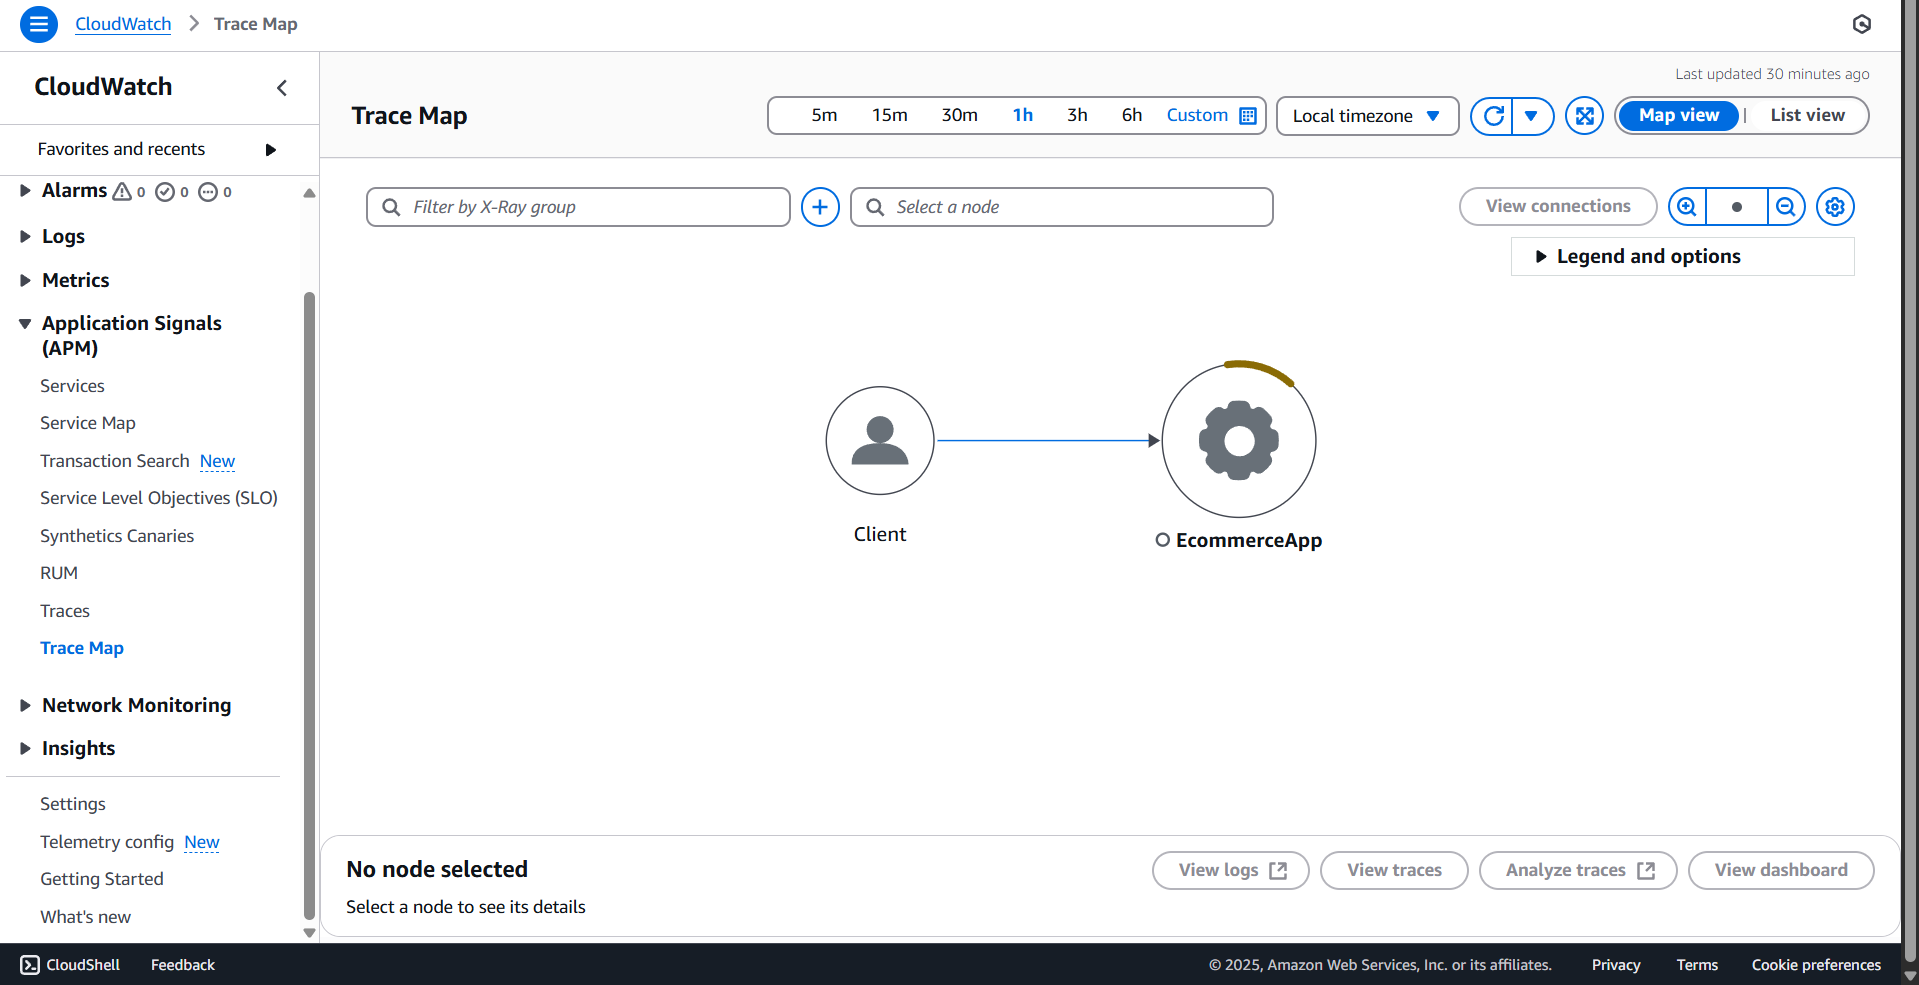 CloudWatch
Trace Map
CloudWatch
Favorites and recents
Alarms 0 0 0
Logs
Metrics
Application Signals
(APM)
Services
Service Map
Transaction Search New
Service Level Objectives (SLO)
Synthetics Canaries
RUM
Traces
Trace Map
Network Monitoring
Insights
Settings
Telemetry config New
Getting Started
What's new
Last updated 30 minutes ago
Trace Map
5m 15m 30m 1h 3h 6h Custom
Local timezone
Map view | List view
Filter by X-Ray group
Select a node
View connections
Legend and options
Client
EcommerceApp
No node selected
View logs
View traces
Analyze traces
View dashboard
Select a node to see its details
CloudShell
Feedback
© 2025, Amazon Web Services, Inc. or its affiliates.
Privacy
Terms
Cookie preferences